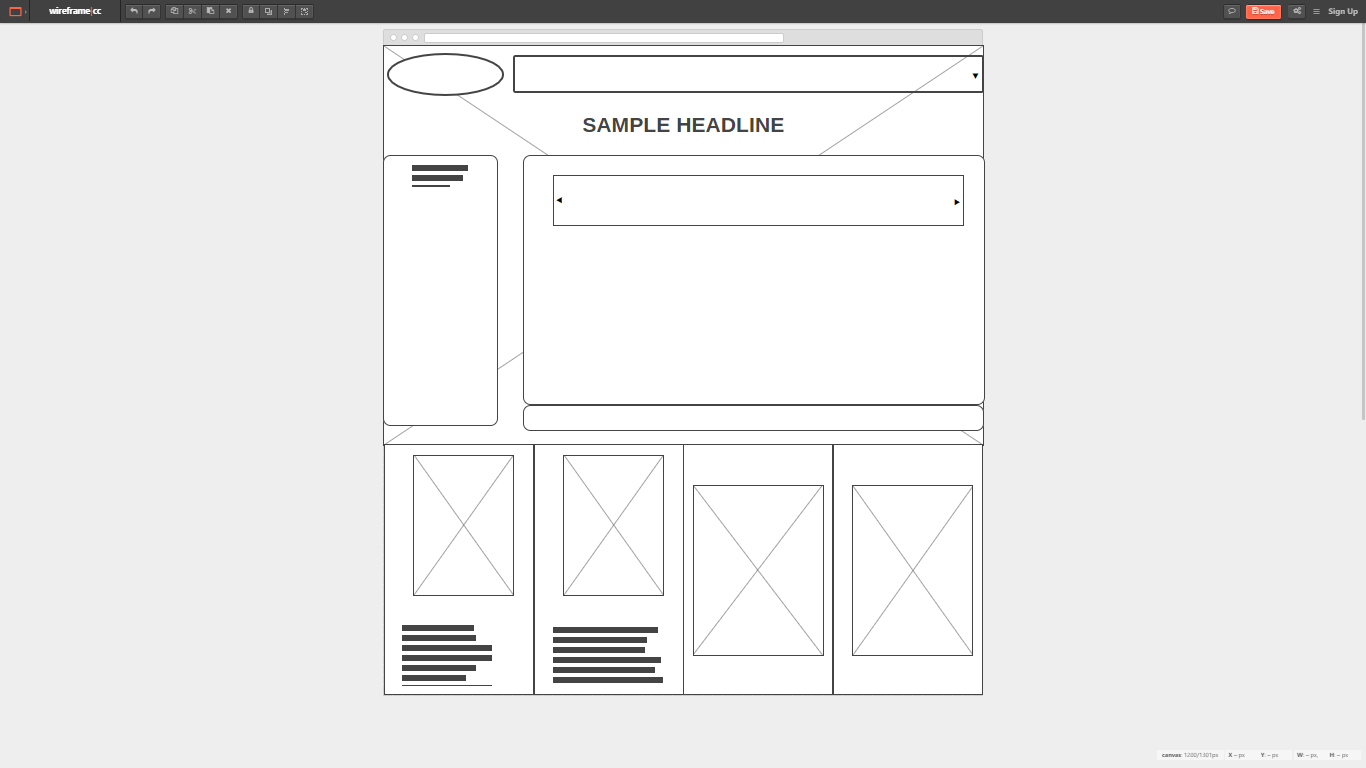 wireframe|cc
Save
Sign Up
SAMPLE HEADLINE
canvas: 1200/1301px X: – px Y: – px W: – px, H: – px